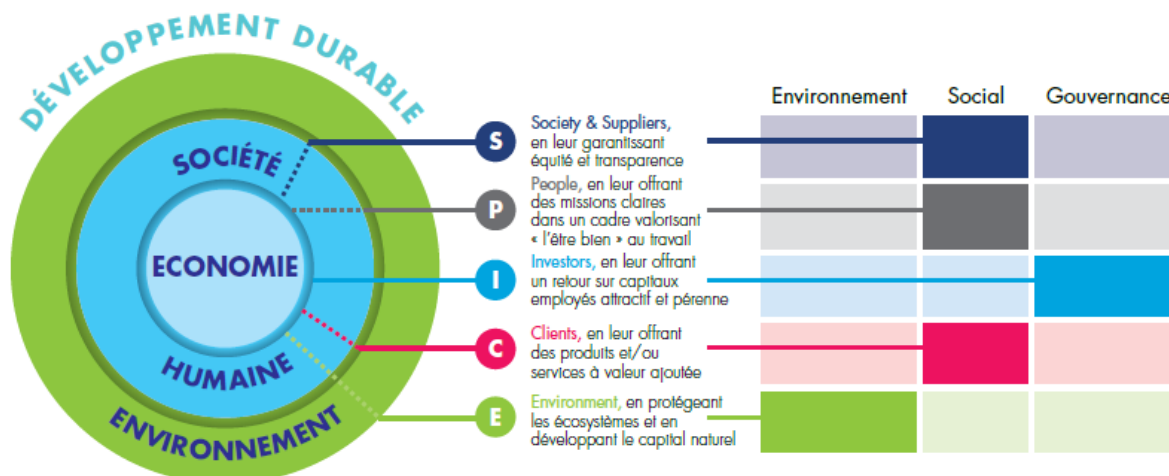 DÉVELOPPEMENT DURABLE
SOCIÉTÉ
ECONOMIE
HUMAINE
ENVIRONNEMENT
Environnement Social Gouvernance
S
Society & Suppliers,
en leur garantissant
équité et transparence
P
People, en leur offrant
des missions claires
dans un cadre valorisant
« l'être bien » au travail
I
Investors, en leur offrant
un retour sur capitaux
employés attractif et pérenne
C
Clients, en leur offrant
des produits et/ou
services à valeur ajoutée
E
Environment, en protégeant
les écosystèmes et en
développant le capital naturel